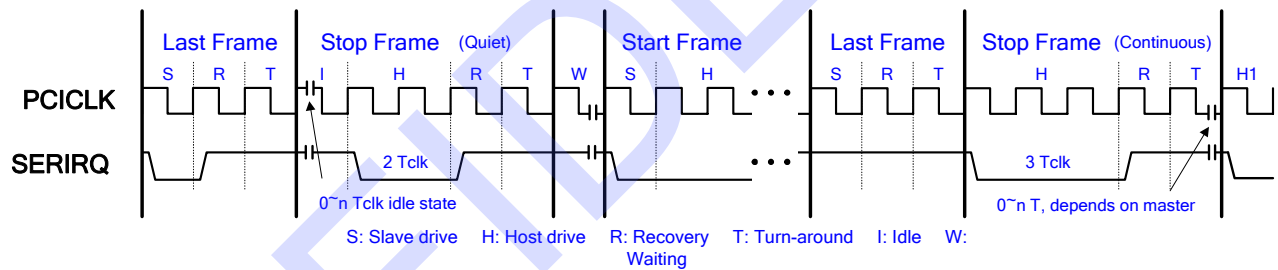 Last Frame Stop Frame (Quiet) Start Frame Last Frame Stop Frame (Continuous)
S R T I H R T W S H S R T H R T H1
PCICLK
SERIRQ
2 Tclk 3 Tclk
0~n Tclk idle state 0~n T, depends on master
S: Slave drive H: Host drive R: Recovery T: Turn-around I: Idle W:
Waiting